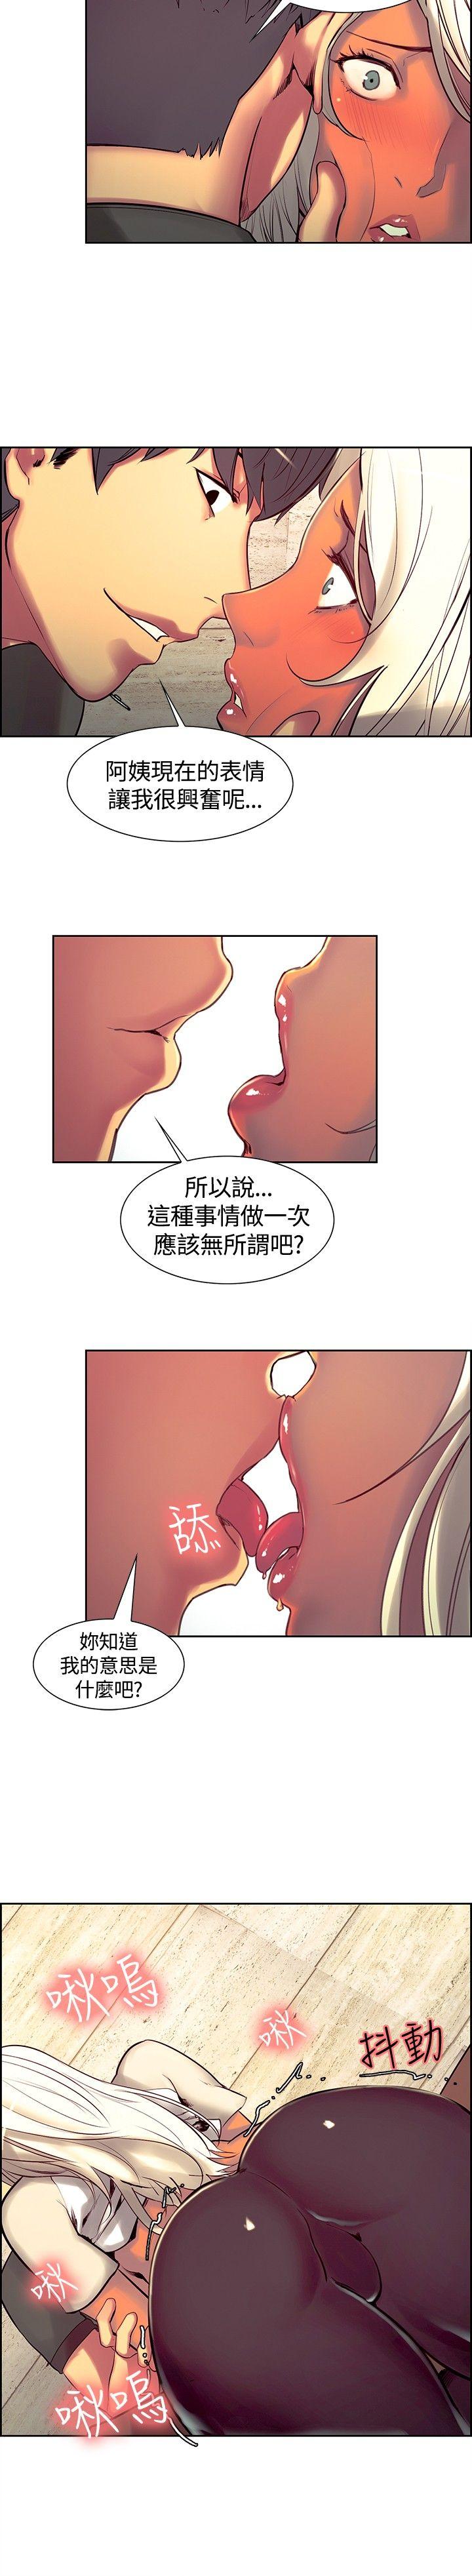 阿姨現在的表情
讓我很興奮呢...
所以說...
這種事情做一次
應該無所謂吧?
舔
妳知道
我的意思是
什麼吧?
啾嗚
啾
抖動
啾
啾嗚